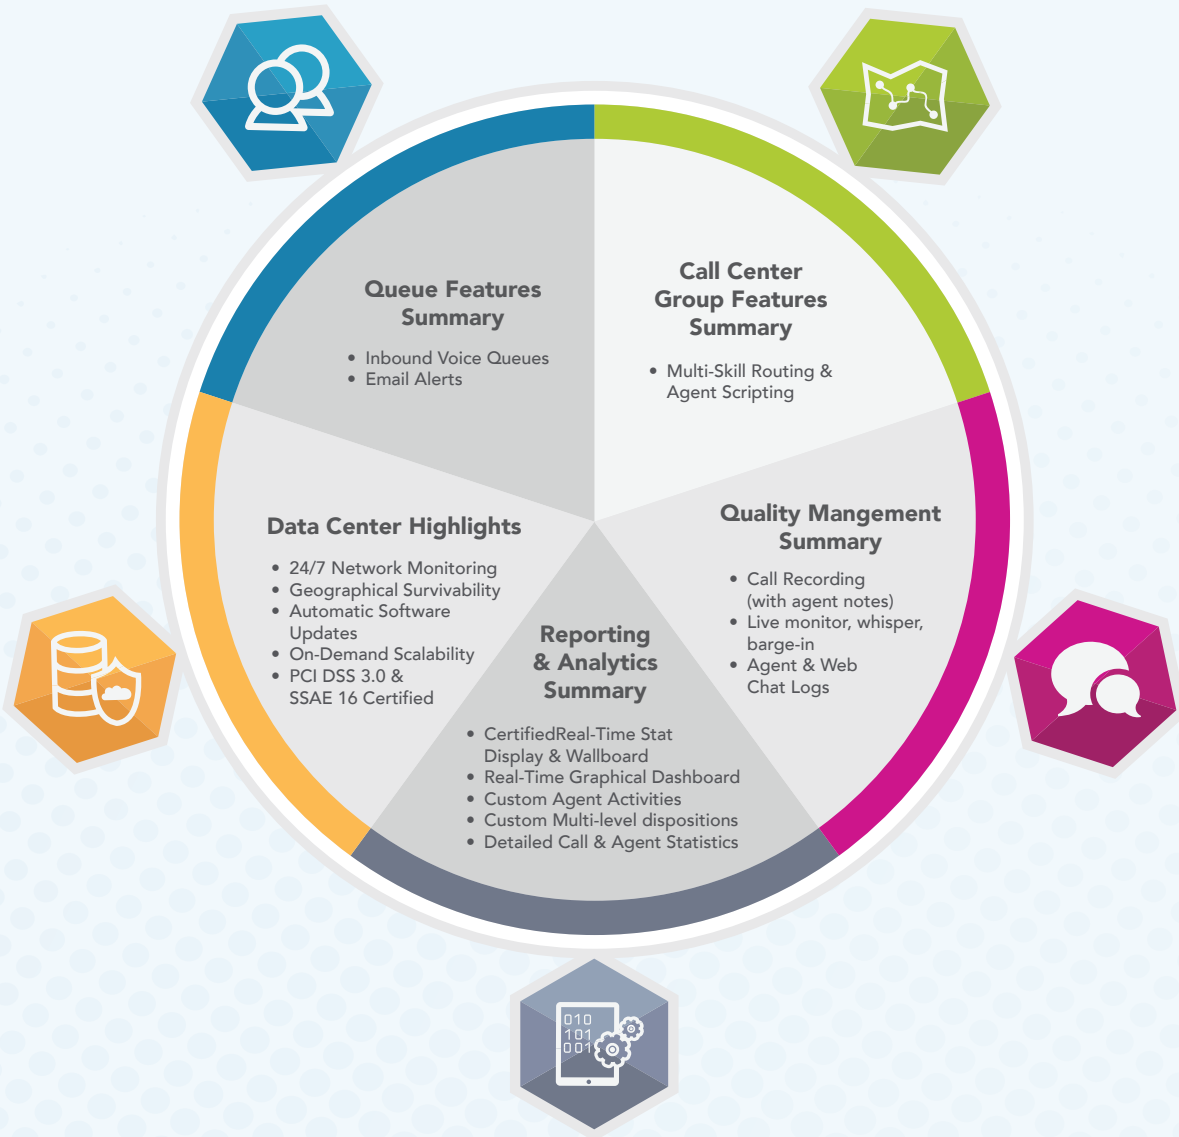 Queue Features
Summary
• Inbound Voice Queues
• Email Alerts
Call Center
Group Features
Summary
• Multi-Skill Routing &
Agent Scripting
Data Center Highlights
• 24/7 Network Monitoring
• Geographical Survivability
• Automatic Software
Updates
• On-Demand Scalability
• PCI DSS 3.0 &
SSAE 16 Certified
Quality Mangement
Summary
• Call Recording
(with agent notes)
• Live monitor, whisper,
barge-in
• Agent & Web
Chat Logs
Reporting
& Analytics
Summary
• CertifiedReal-Time Stat
Display & Wallboard
• Real-Time Graphical Dashboard
• Custom Agent Activities
• Custom Multi-level dispositions
• Detailed Call & Agent Statistics
010
101
001